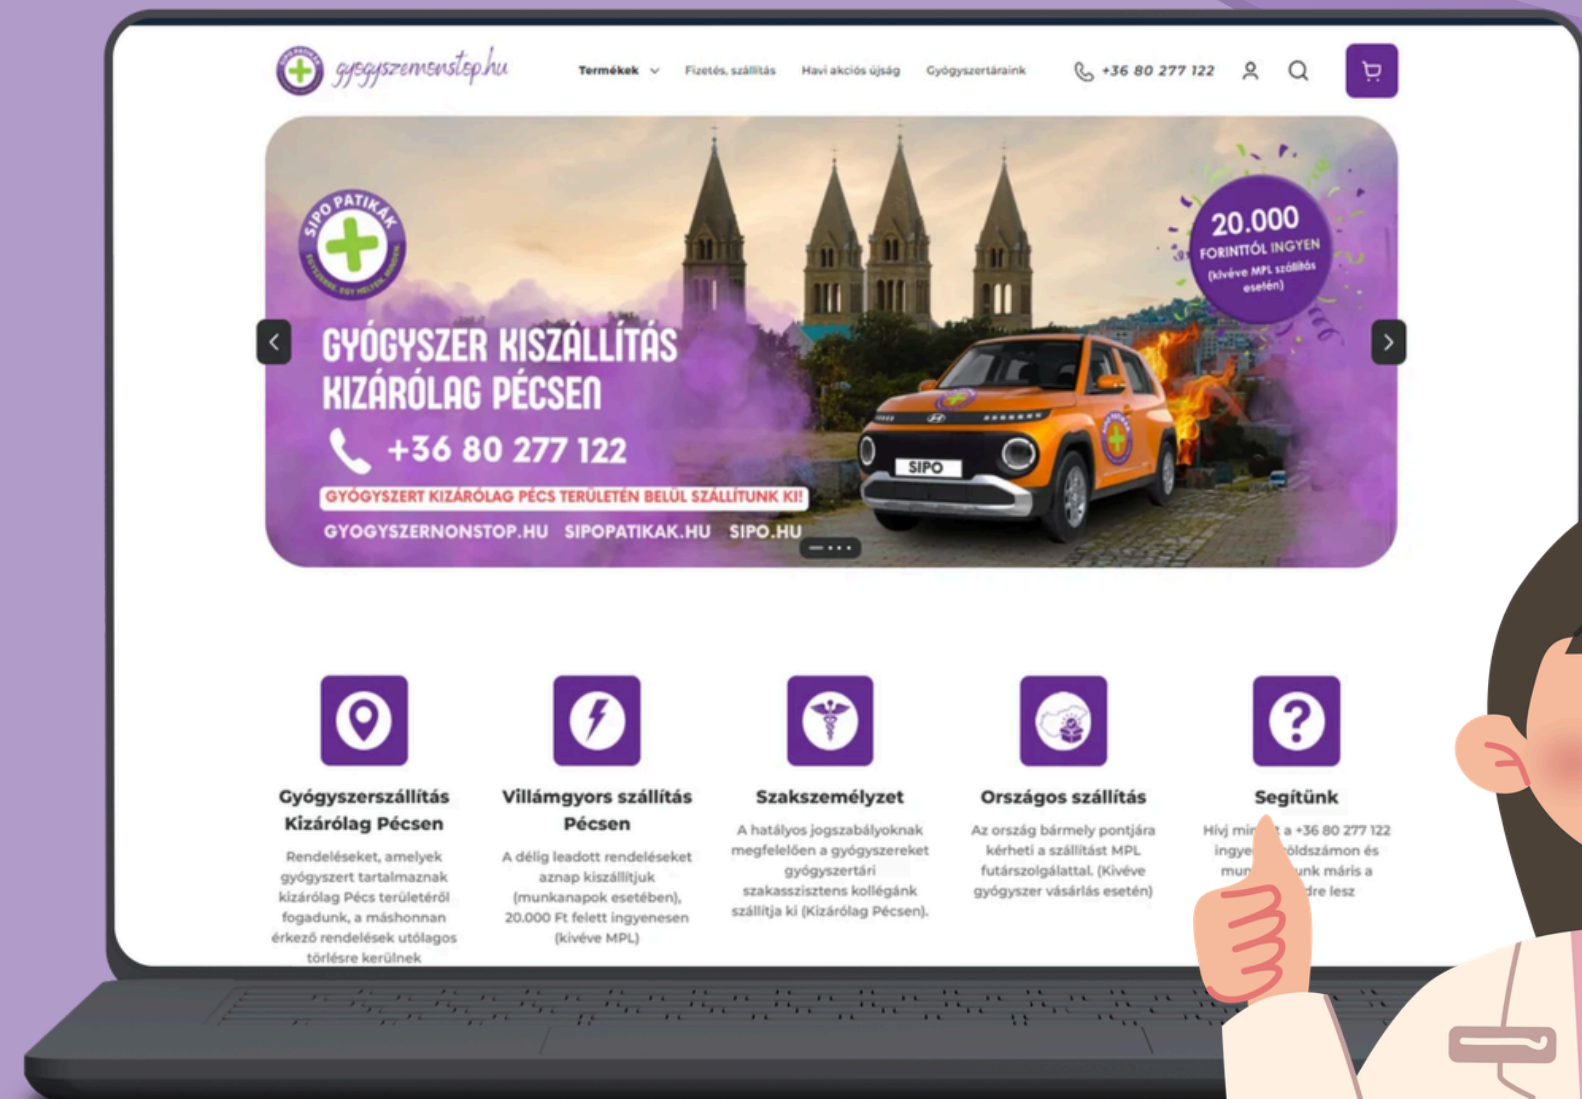 SIPO PATIKÁK
gyogyszernonstop.hu
Termékek Fizetés, szállítás Havi akciós újság Gyógyszertáraink +36 80 277 122
SIPO PATIKÁK
EGYSZERRE. EGY HELYEN. MINDEN.
20.000
FORINTTÓL INGYEN
(kivéve MPL szállítás
esetén)
GYÓGYSZER KISZÁLLÍTÁS
KIZÁRÓLAG PÉCSEN
+36 80 277 122
SIPO
GYÓGYSZERT KIZÁRÓLAG PÉCS TERÜLETÉN BELÜL SZÁLLÍTUNK KI!
GYOGYSZERNONSTOP.HU SIPOPATIKAK.HU SIPO.HU
Gyógyszerszállítás
Kizárólag Pécsen
Rendeléseket, amelyek
gyógyszert tartalmaznak
kizárólag Pécs területéről
fogadunk, a máshonnan
érkező rendelések utólagos
törlésre kerülnek
Villámgyors szállítás
Pécsen
A délig leadott rendeléseket
aznap kiszállítjuk
(munkanapok esetében),
20.000 Ft felett ingyenesen
(kivéve MPL)
Szakszemélyzet
A hatályos jogszabályoknak
megfelelően a gyógyszereket
gyógyszertári
szakasszisztens kollégánk
szállítja ki (Kizárólag Pécsen).
Országos szállítás
Az ország bármely pontjára
kérheti a szállítást MPL
futárszolgálattal. (Kivéve
gyógyszer vásárlás esetén)
Segítünk
Hívj a +36 80 277 122
és
máris a
lesz